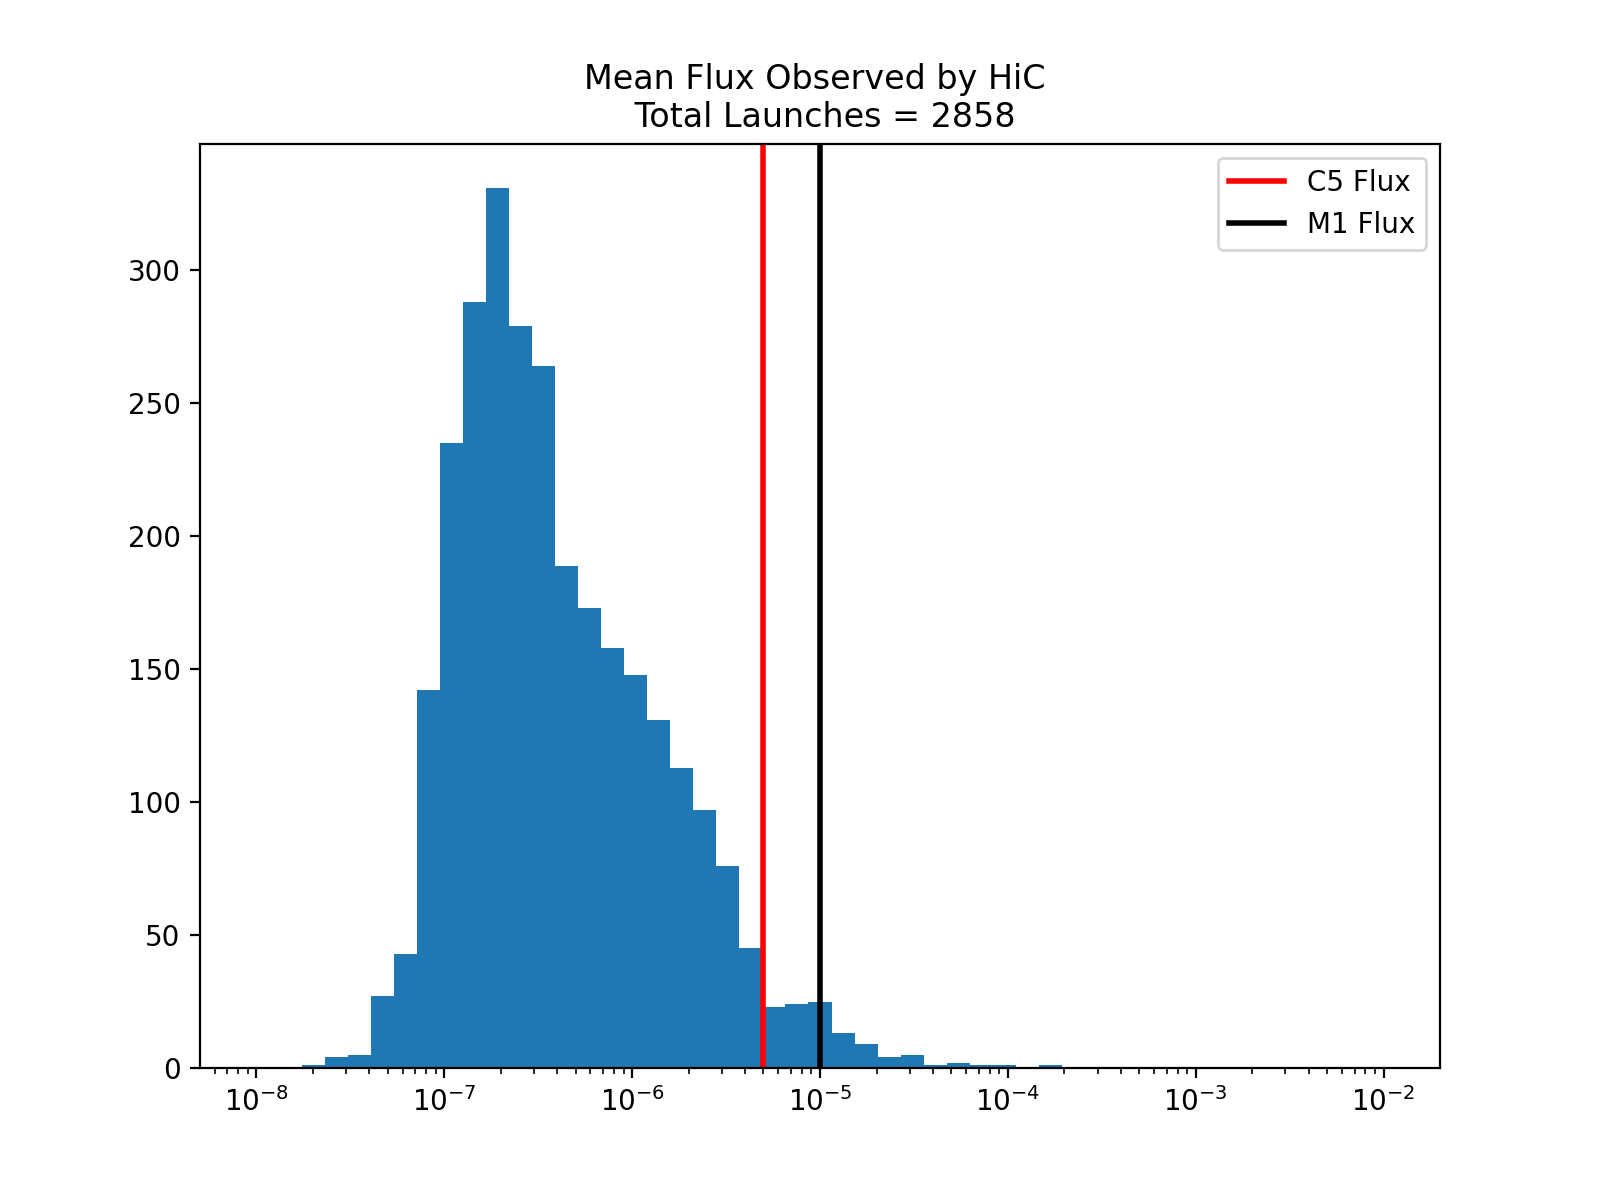 Mean Flux Observed by HiC
Total Launches = 2858
C5 Flux
M1 Flux
300
250
200
150
100
50
0
10⁻⁸ 10⁻⁷ 10⁻⁶ 10⁻⁵ 10⁻⁴ 10⁻³ 10⁻²